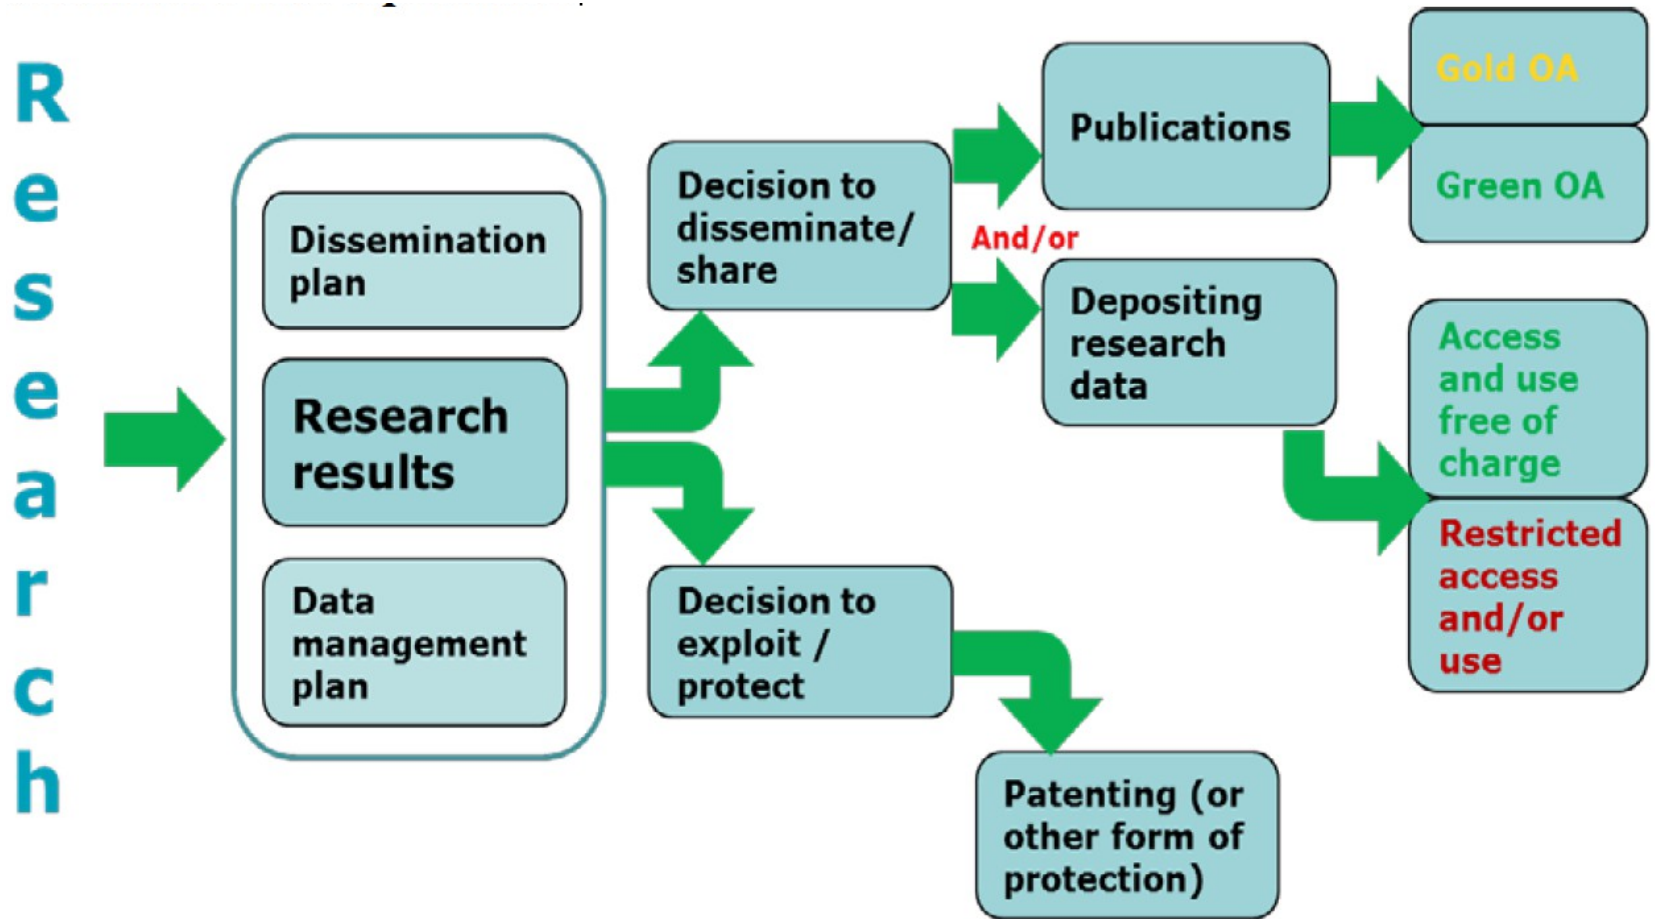 Research
Dissemination
plan
Research
results
Data
management
plan
Decision to
disseminate/
share
Decision to
exploit /
protect
And/or
Publications
Depositing
research
data
Patenting (or
other form of
protection)
Gold OA
Green OA
Access
and use
free of
charge
Restricted
access
and/or
use